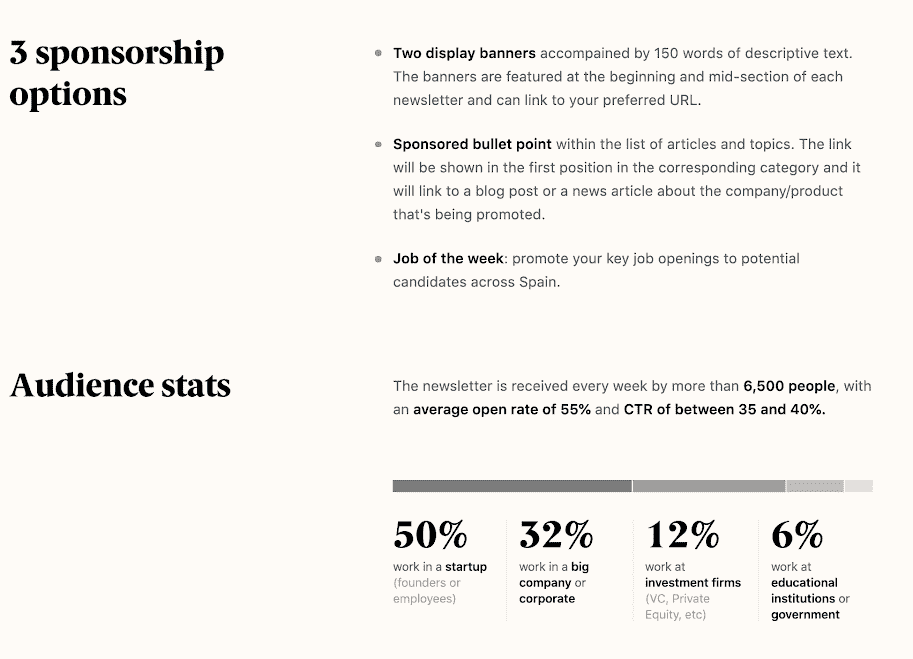 3 sponsorship
options
Two display banners accompained by 150 words of descriptive text.
The banners are featured at the beginning and mid-section of each
newsletter and can link to your preferred URL.
Sponsored bullet point within the list of articles and topics. The link
will be shown in the first position in the corresponding category and it
will link to a blog post or a news article about the company/product
that's being promoted.
Job of the week: promote your key job openings to potential
candidates across Spain.
Audience stats
The newsletter is received every week by more than 6,500 people, with
an average open rate of 55% and CTR of between 35 and 40%.
50%
work in a startup
(founders or
employees)
32%
work in a big
company or
corporate
12%
work at
investment firms
(VC, Private
Equity, etc)
6%
work at
educational
institutions or
government